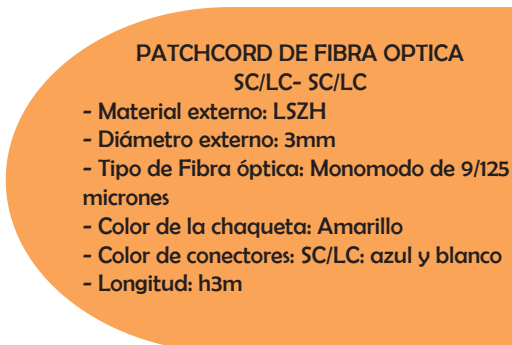 PATCHCORD DE FIBRA OPTICA
SC/LC- SC/LC
- Material externo: LSZH
- Diámetro externo: 3mm
- Tipo de Fibra óptica: Monomodo de 9/125
micrones
- Color de la chaqueta: Amarillo
- Color de conectores: SC/LC: azul y blanco
- Longitud: h3m